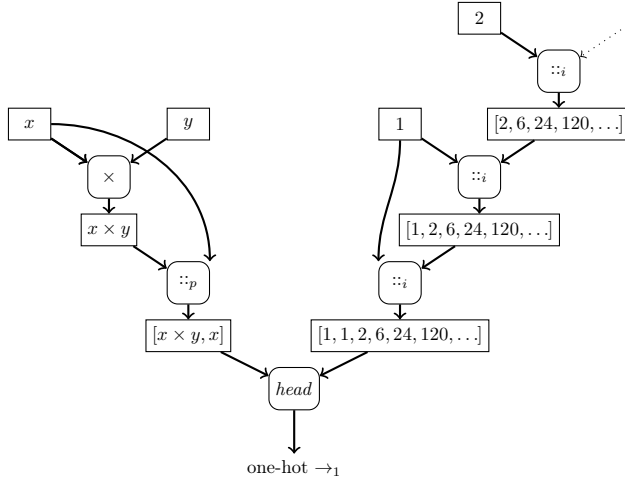 2
::i
x
y
1
[2, 6, 24, 120, …]
×
::i
x × y
[1, 2, 6, 24, 120, …]
::p
::i
[x × y, x]
[1, 1, 2, 6, 24, 120, …]
head
one-hot →1